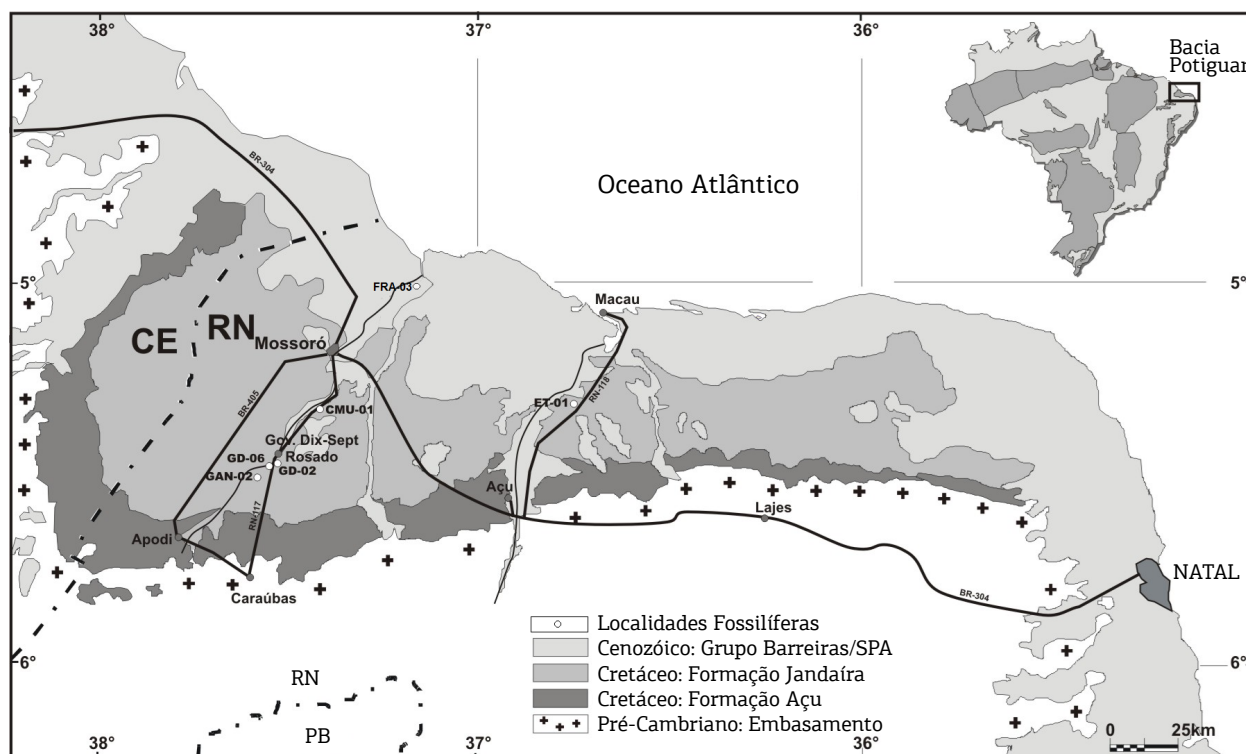 38°
37°
36°
Bacia
Potiguar
BR-304
Oceano Atlântico
5°
5°
FRA-03
Macau
CE
RN
Mossoró
BR-405
RN-118
ET-01
CMU-01
Gov. Dix-Sept
Rosado
GD-06
GD-02
GAN-02
RN-117
Açu
Lajes
Apodi
Caraúbas
NATAL
BR-304
Localidades Fossilíferas
Cenozóico: Grupo Barreiras/SPA
Cretáceo: Formação Jandaíra
Cretáceo: Formação Açu
Pré-Cambriano: Embasamento
6°
6°
RN
PB
0 25km
38°
37°
36°